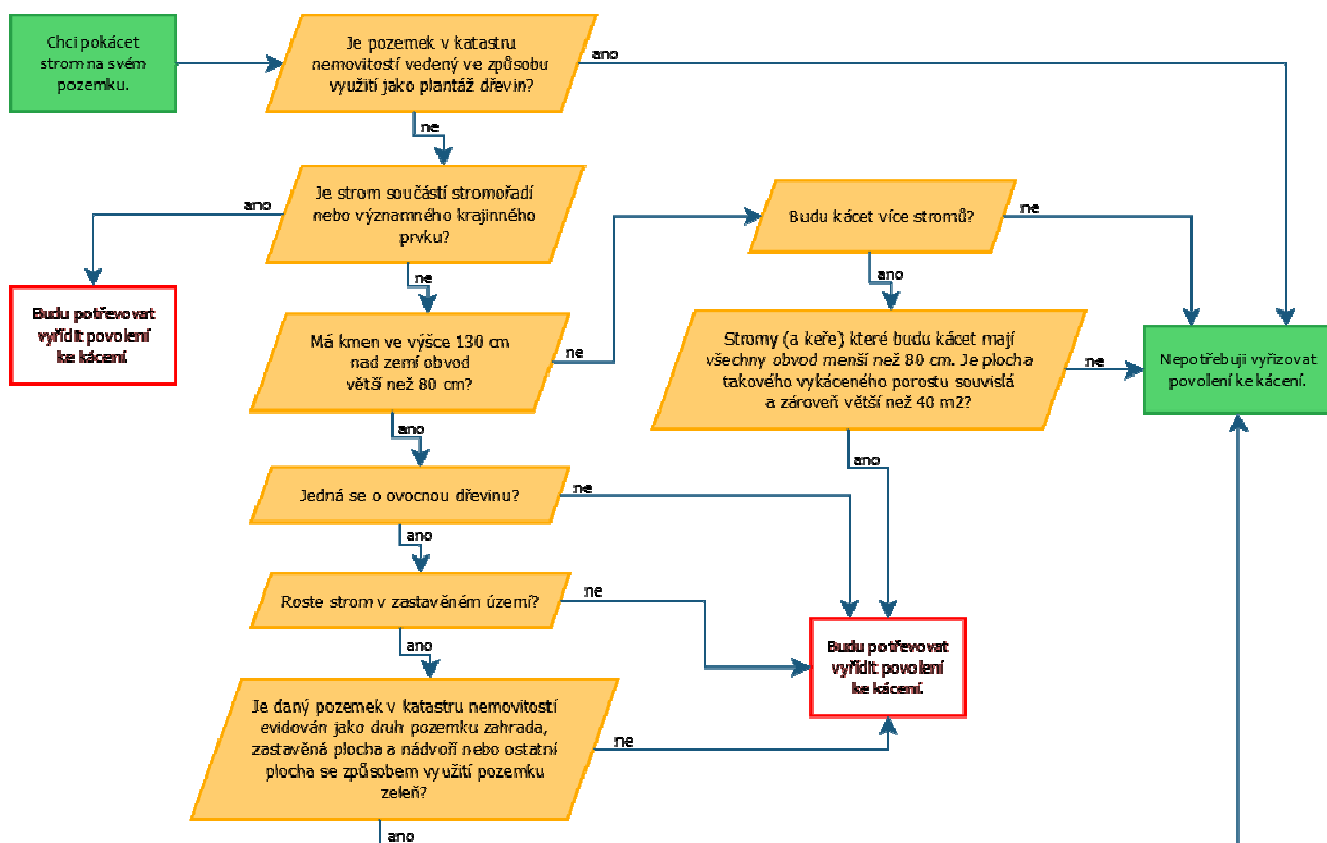 Chci pokácet
strom na svém
pozemku.
Je pozemek v katastru
nemovitostí vedený ve způsobu
využití jako plantáž dřevin?
ano
ne
Je strom součástí stromořadí
nebo významného krajinného
prvku?
ano
ne
Budu potřevovat
vyřídit povolení
ke kácení.
Má kmen ve výšce 130 cm
nad zemí obvod
větší než 80 cm?
ne
ano
Budu kácet více stromů?
ne
ano
Stromy (a keře) které budu kácet mají
všechny obvod menší než 80 cm. Je plocha
takového vykáceného porostu souvislá
a zároveň větší než 40 m2?
ne
ano
Nepotřebuji vyřizovat
povolení ke kácení.
Jedná se o ovocnou dřevinu?
ne
ano
Roste strom v zastavěném území?
ne
ano
Budu potřevovat
vyřídit povolení
ke kácení.
Je daný pozemek v katastru nemovitostí
evidován jako druh pozemku zahrada,
zastavěná plocha a nádvoří nebo ostatní
plocha se způsobem využití pozemku
zeleň?
ne
ano